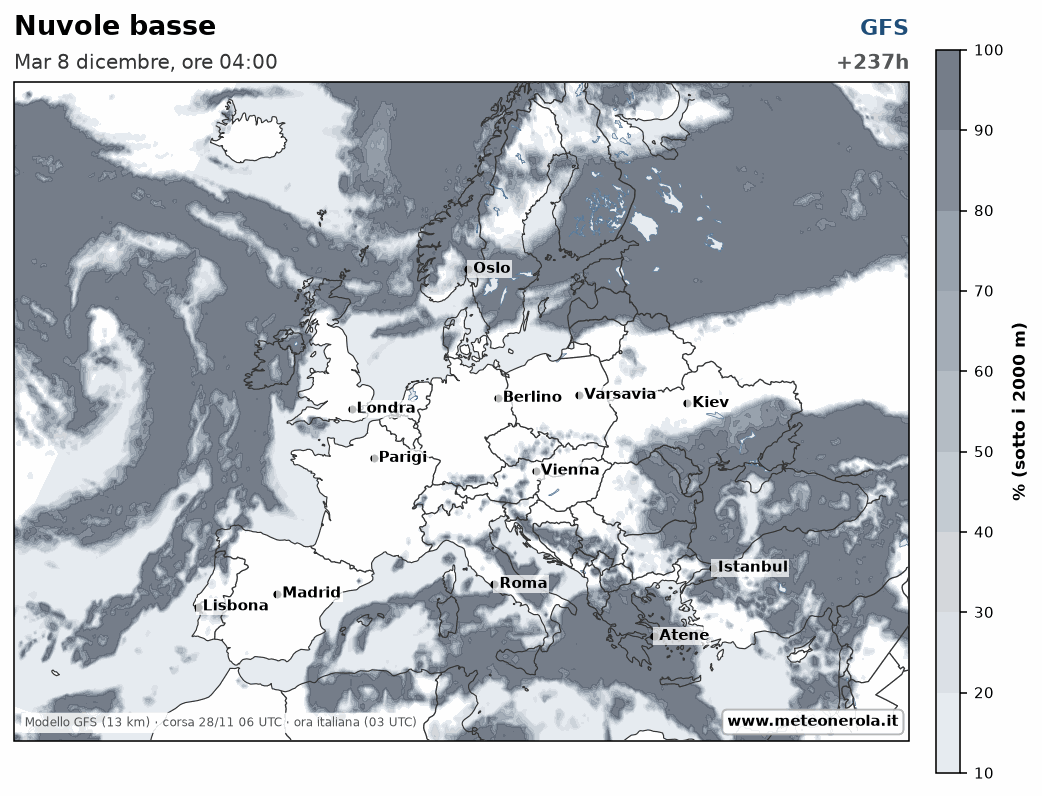 Nuvole basse
GFS
Mar 8 dicembre, ore 04:00
+237h
100
90
80
70
60
50
40
30
20
10
% (sotto i 2000 m)
Oslo
Berlino
Varsavia
Kiev
Londra
Parigi
Vienna
Istanbul
Roma
Madrid
Lisbona
Atene
Modello GFS (13 km) · corsa 28/11 06 UTC · ora italiana (03 UTC)
www.meteonerola.it